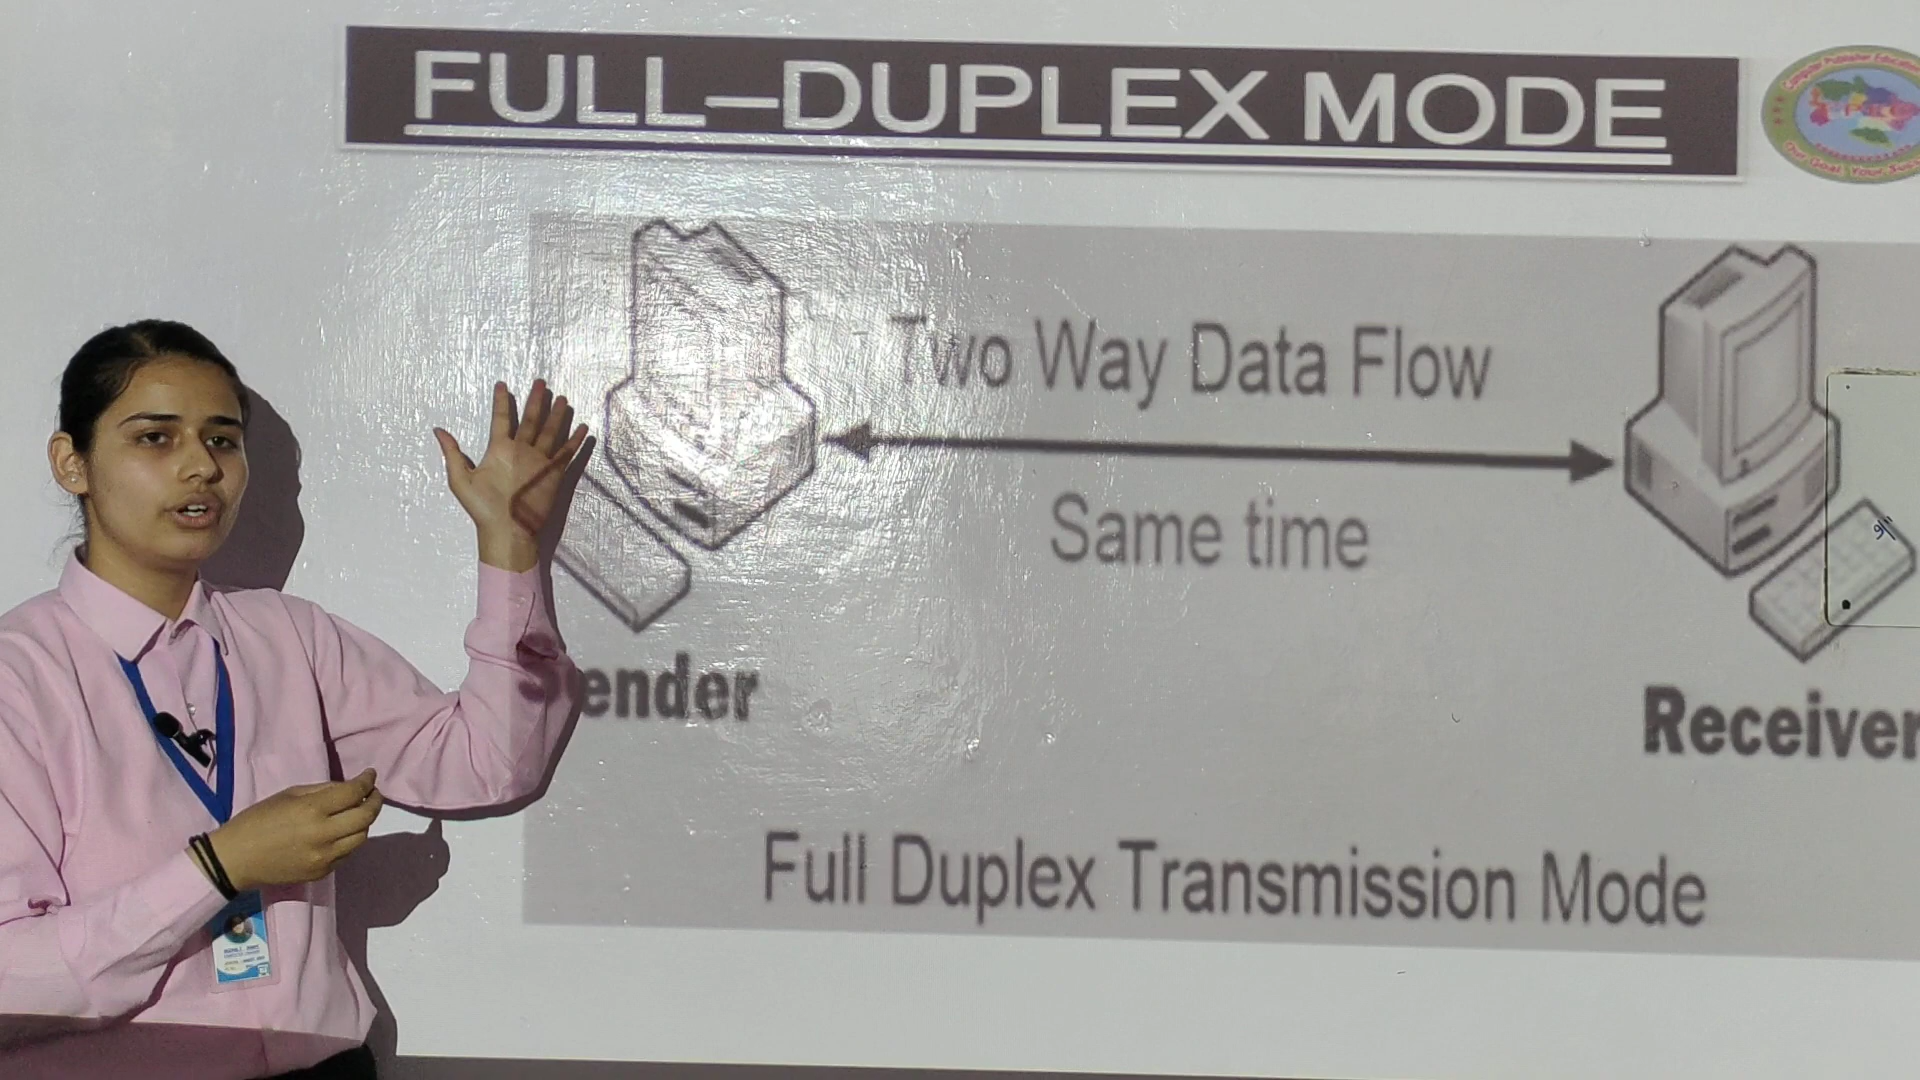 FULL–DUPLEX MODE
Two Way Data Flow
Same time
ender
Receiver
Full Duplex Transmission Mode